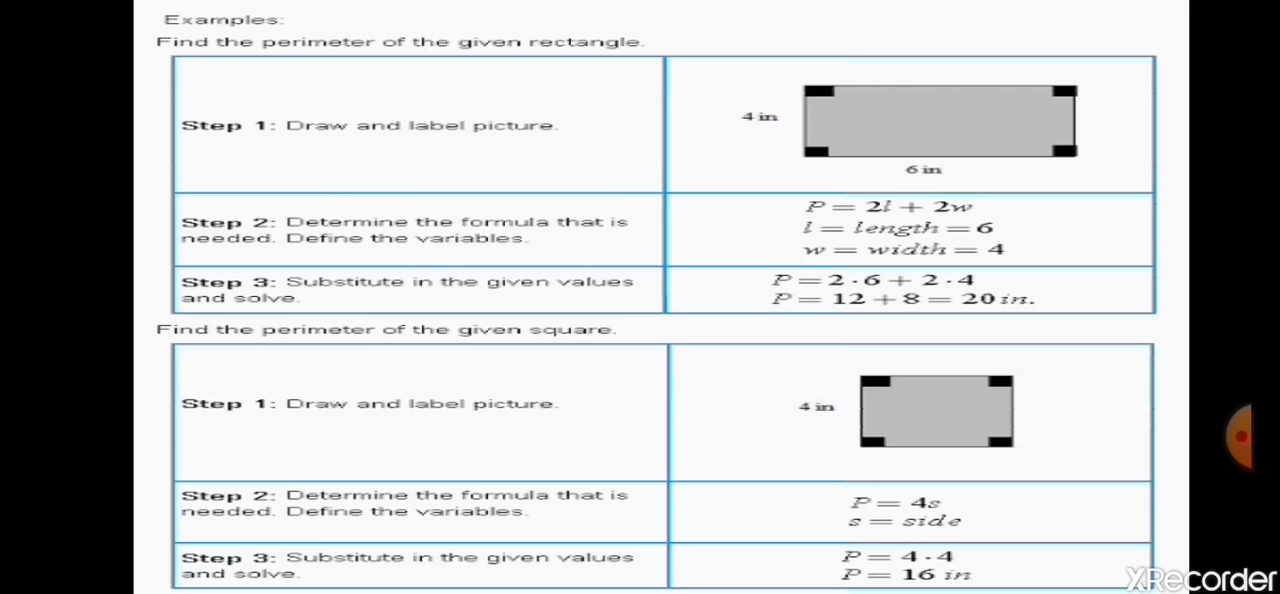 Examples:
Find the perimeter of the given rectangle.
Step 1: Draw and label picture.
4 in
6 in
Step 2: Determine the formula that is
needed. Define the variables.
P = 2l + 2w
l = length = 6
w = width = 4
Step 3: Substitute in the given values
and solve.
P = 2 · 6 + 2 · 4
P = 12 + 8 = 20 in.
Find the perimeter of the given square.
Step 1: Draw and label picture.
4 in
Step 2: Determine the formula that is
needed. Define the variables.
P = 4s
s = side
Step 3: Substitute in the given values
and solve.
P = 4 · 4
P = 16 in
XRecorder